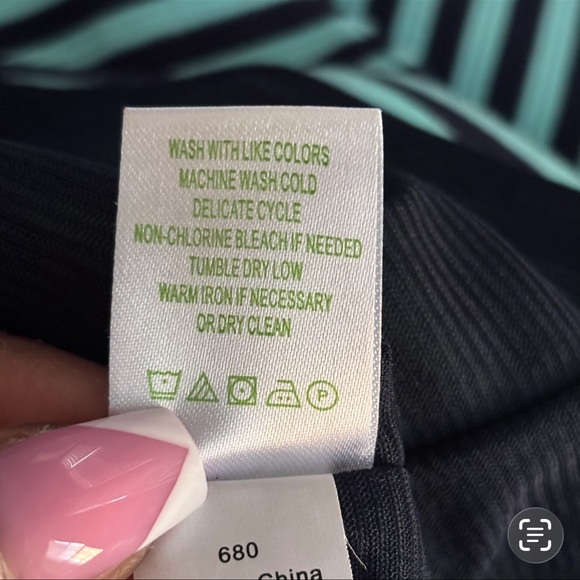 WASH WITH LIKE COLORS
MACHINE WASH COLD
DELICATE CYCLE
NON-CHLORINE BLEACH IF NEEDED
TUMBLE DRY LOW
WARM IRON IF NECESSARY
OR DRY CLEAN
P
680
China